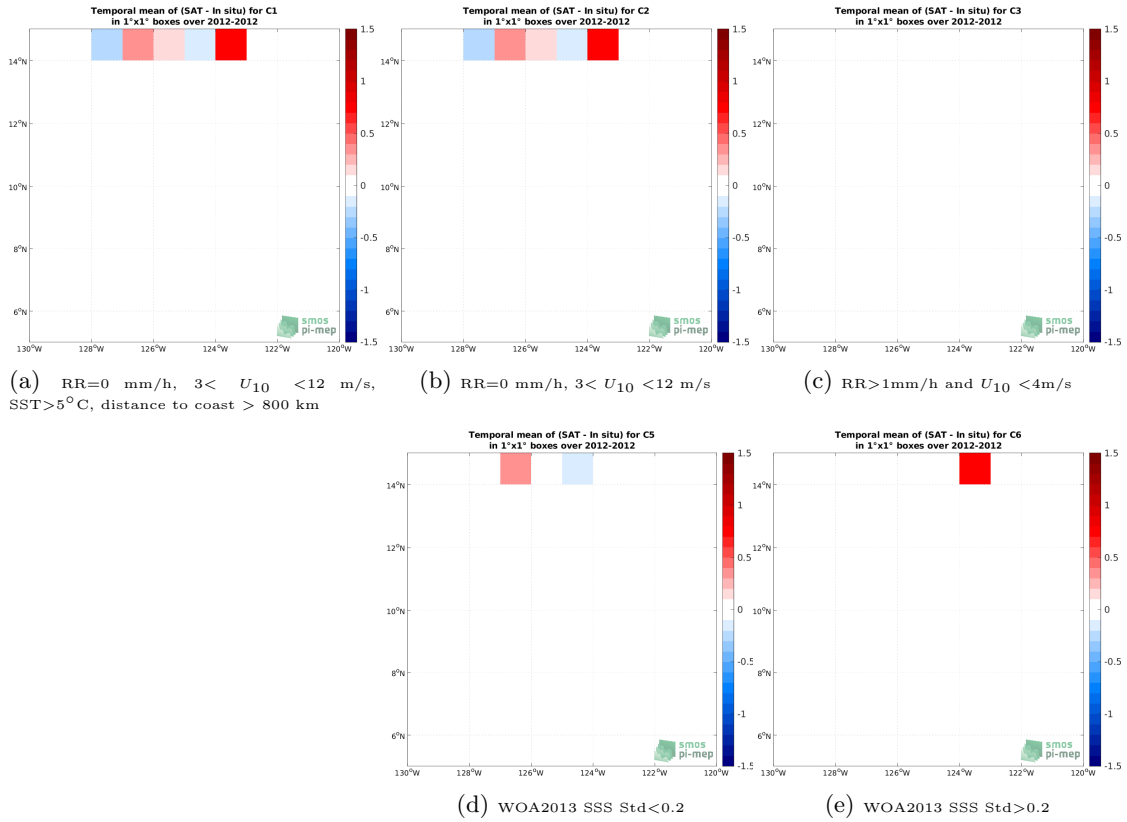 Temporal mean of (SAT - In situ) for C1
in 1°x1° boxes over 2012-2012
14°N
12°N
10°N
8°N
6°N
130°W
128°W
126°W
124°W
122°W
120°W
1.5
1
0.5
0
-0.5
-1
-1.5
smos
pi-mep
(a) RR=0 mm/h, 3< U10 <12 m/s,
SST>5°C, distance to coast > 800 km
Temporal mean of (SAT - In situ) for C2
in 1°x1° boxes over 2012-2012
14°N
12°N
10°N
8°N
6°N
130°W
128°W
126°W
124°W
122°W
120°W
1.5
1
0.5
0
-0.5
-1
-1.5
smos
pi-mep
(b) RR=0 mm/h, 3< U10 <12 m/s
Temporal mean of (SAT - In situ) for C3
in 1°x1° boxes over 2012-2012
14°N
12°N
10°N
8°N
6°N
130°W
128°W
126°W
124°W
122°W
120°W
1.5
1
0.5
0
-0.5
-1
-1.5
smos
pi-mep
(c) RR>1mm/h and U10 <4m/s
Temporal mean of (SAT - In situ) for C5
in 1°x1° boxes over 2012-2012
14°N
12°N
10°N
8°N
6°N
130°W
128°W
126°W
124°W
122°W
120°W
1.5
1
0.5
0
-0.5
-1
-1.5
smos
pi-mep
(d) WOA2013 SSS Std<0.2
Temporal mean of (SAT - In situ) for C6
in 1°x1° boxes over 2012-2012
14°N
12°N
10°N
8°N
6°N
130°W
128°W
126°W
124°W
122°W
120°W
1.5
1
0.5
0
-0.5
-1
-1.5
smos
pi-mep
(e) WOA2013 SSS Std>0.2